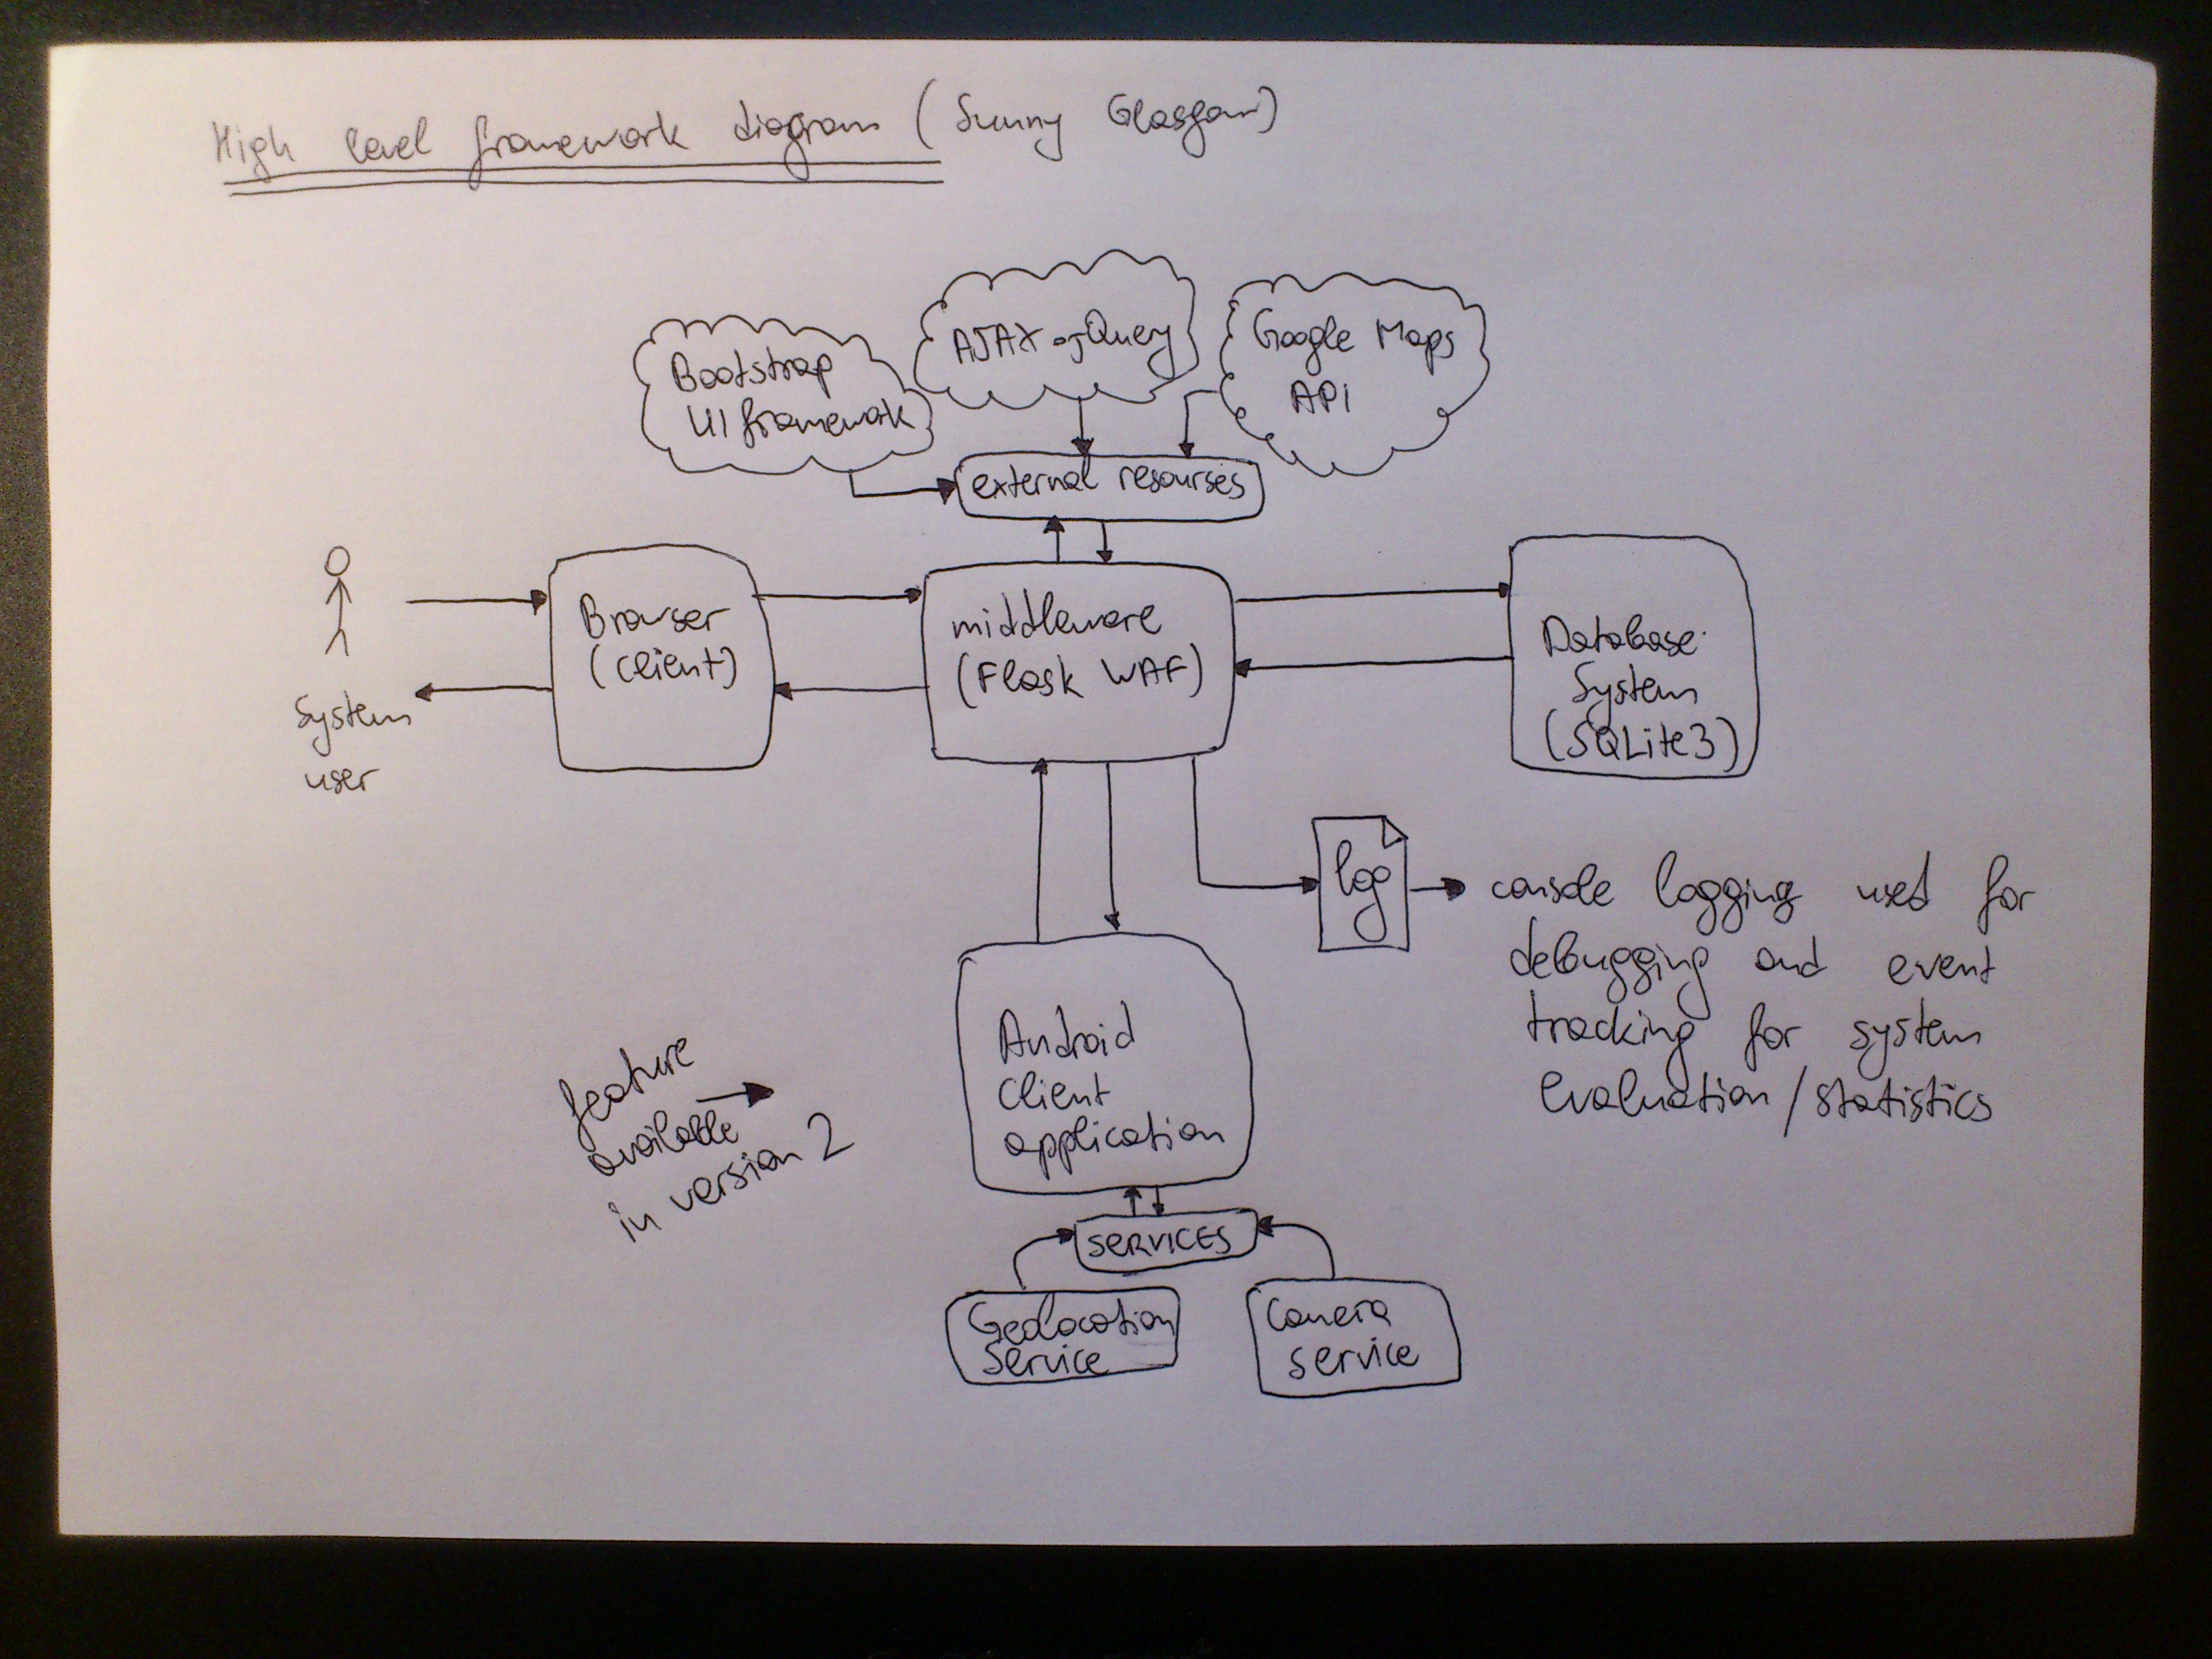 High level framework diagram (Sunny Glasgow)
Bootstrap
UI framework
AJAX jQuery
Google Maps
API
external resourses
System
user
Browser
(client)
middleware
(Flask WAF)
Database
System
(SQLite3)
log
console logging used for
debugging and event
tracking for system
evaluation/statistics
feature
available
in version 2
Android
client
application
SERVICES
Geolocation
Service
Camera
service